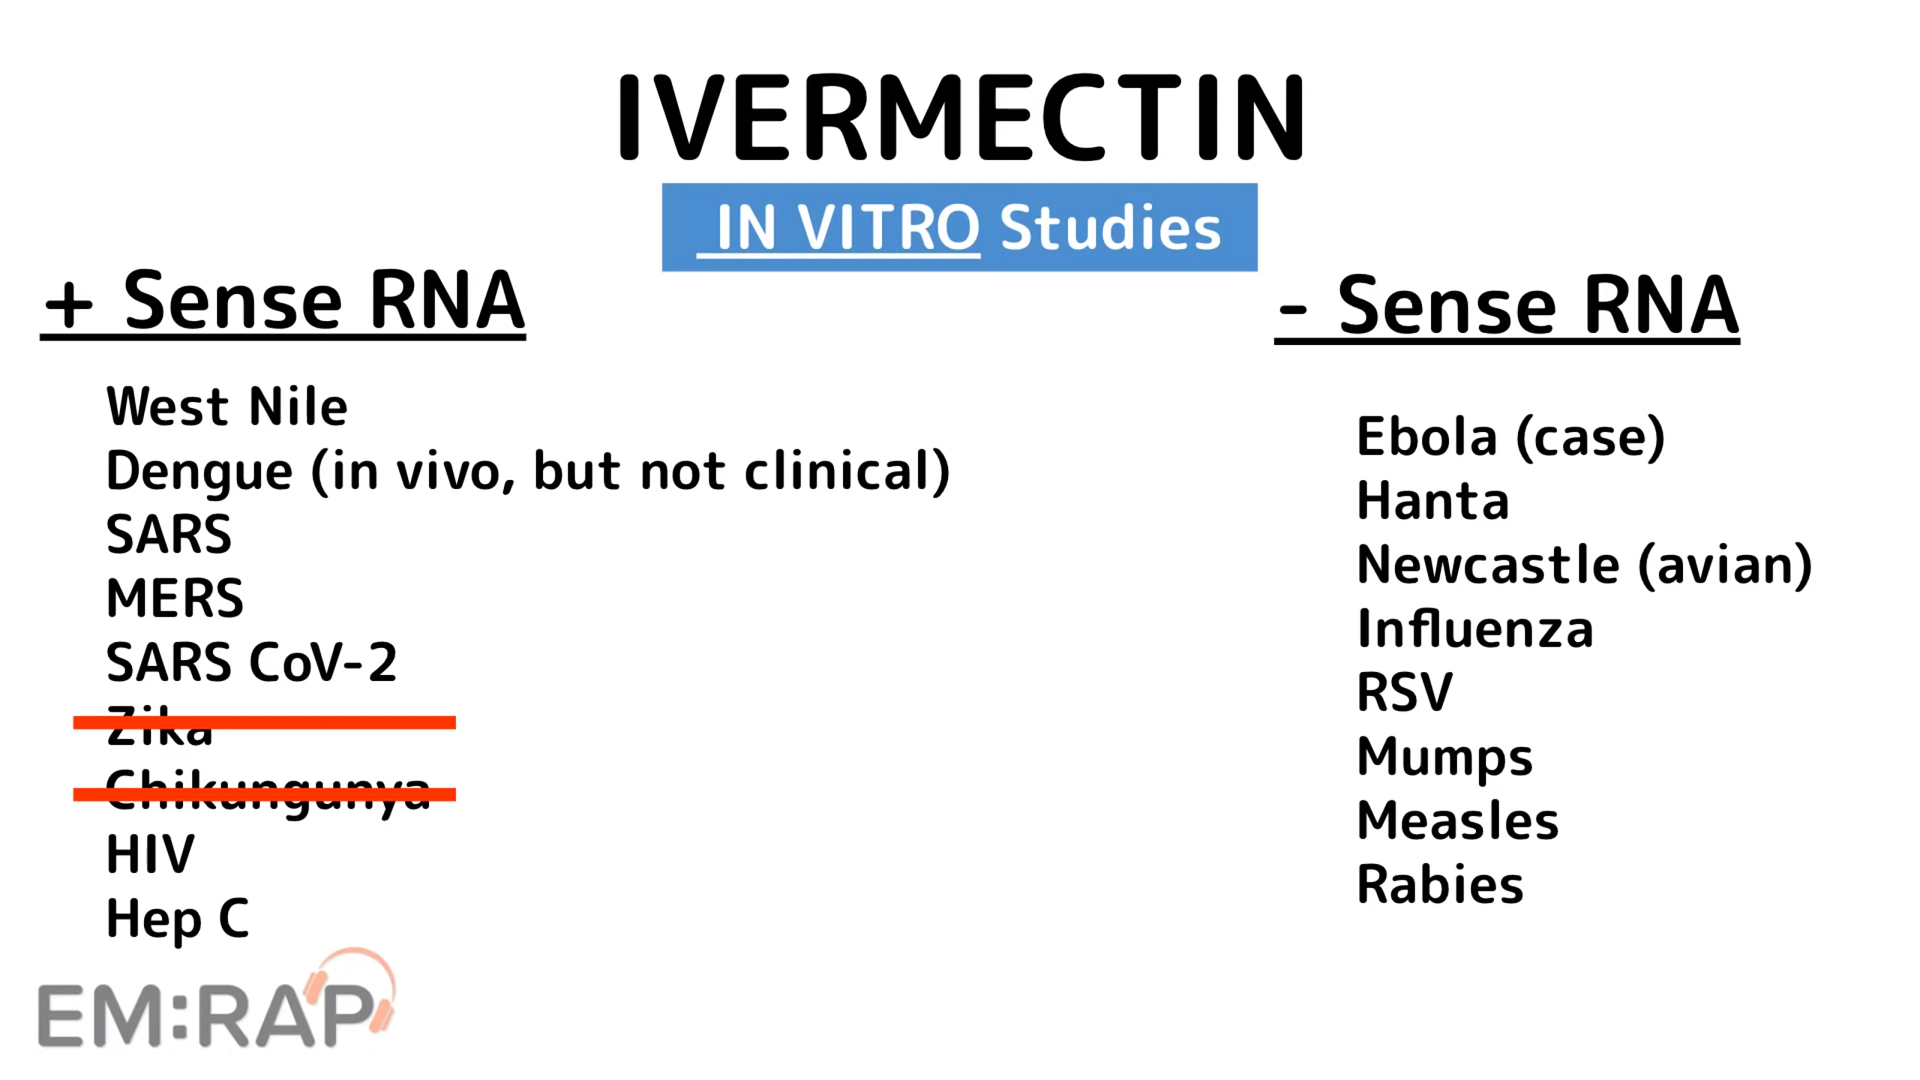 IVERMECTIN
IN VITRO Studies
+ Sense RNA
West Nile
Dengue (in vivo, but not clinical)
SARS
MERS
SARS CoV-2
Zika
Chikungunya
HIV
Hep C
- Sense RNA
Ebola (case)
Hanta
Newcastle (avian)
Influenza
RSV
Mumps
Measles
Rabies
EM:RAP